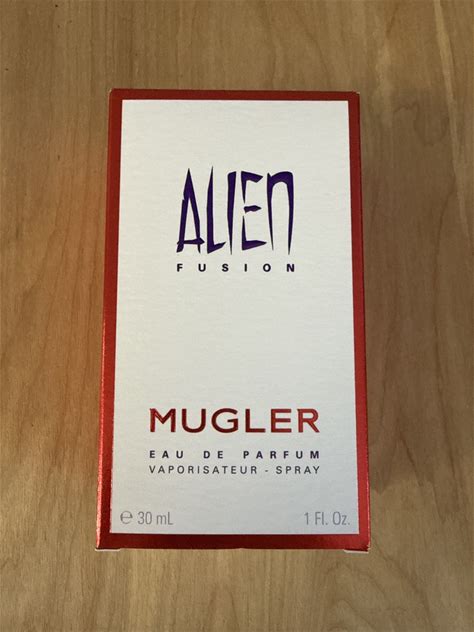 ALIEN
FUSION
MUGLER
EAU DE PARFUM
VAPORISATEUR - SPRAY
℮ 30 mL 1 Fl. Oz.